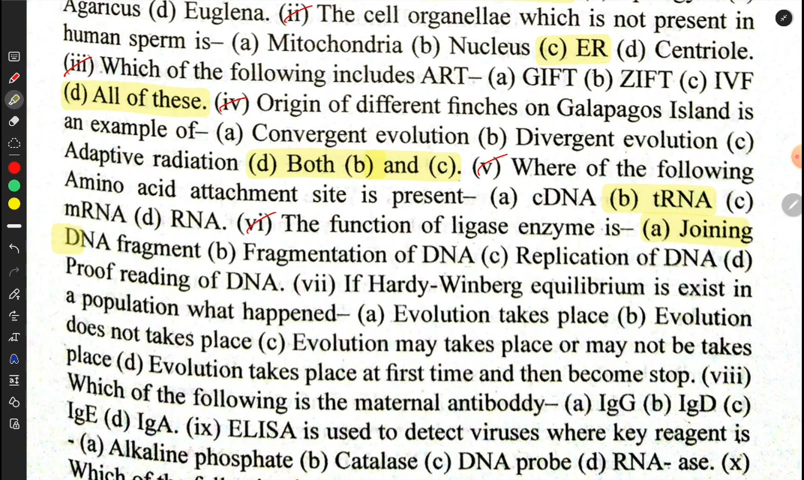 Agaricus (d) Euglena. (ii) The cell organellae which is not present in
human sperm is– (a) Mitochondria (b) Nucleus (c) ER (d) Centriole.
(iii) Which of the following includes ART– (a) GIFT (b) ZIFT (c) IVF
(d) All of these. (iv) Origin of different finches on Galapagos Island is
an example of– (a) Convergent evolution (b) Divergent evolution (c)
Adaptive radiation (d) Both (b) and (c). (v) Where of the following
Amino acid attachment site is present– (a) cDNA (b) tRNA (c)
mRNA (d) RNA. (vi) The function of ligase enzyme is– (a) Joining
DNA fragment (b) Fragmentation of DNA (c) Replication of DNA (d)
Proof reading of DNA. (vii) If Hardy-Winberg equilibrium is exist in
a population what happened– (a) Evolution takes place (b) Evolution
does not takes place (c) Evolution may takes place or may not be takes
place (d) Evolution takes place at first time and then become stop. (viii)
Which of the following is the maternal antiboddy– (a) IgG (b) IgD (c)
IgE (d) IgA. (ix) ELISA is used to detect viruses where key reagent is
- (a) Alkaline phosphate (b) Catalase (c) DNA probe (d) RNA- ase. (x)
Which of the